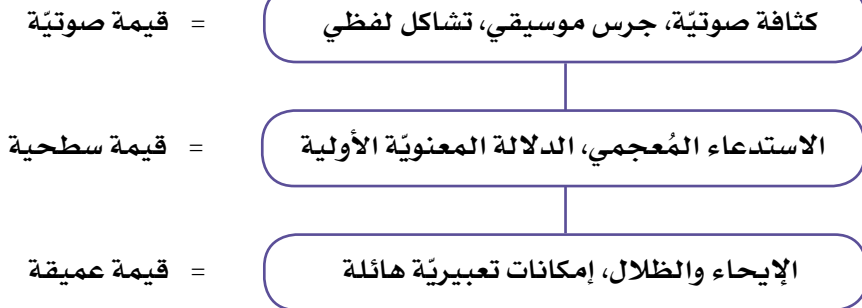 كثافة صوتيّة، جرس موسيقي، تشاكل لفظي = قيمة صوتيّة
الاستدعاء المُعجمي، الدلالة المعنويّة الأولية = قيمة سطحية
الإيحاء والظلال، إمكانات تعبيريّة هائلة = قيمة عميقة